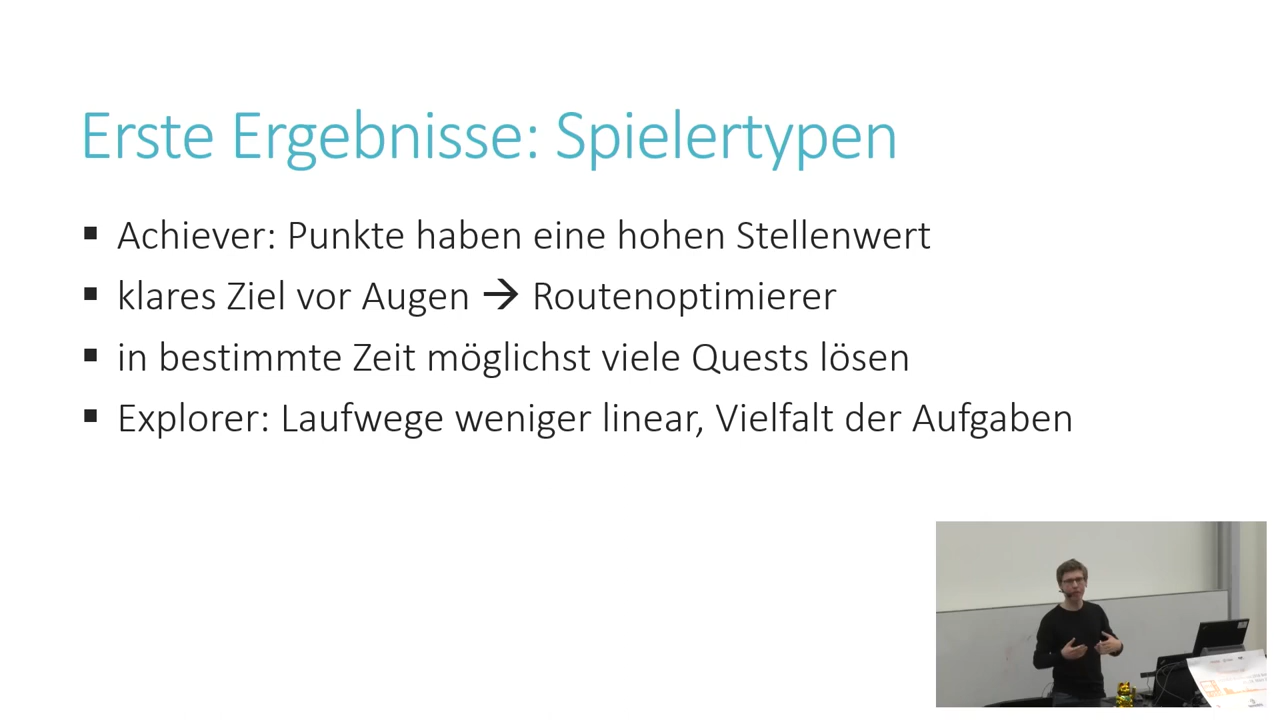 Erste Ergebnisse: Spielertypen
▪ Achiever: Punkte haben eine hohen Stellenwert
▪ klares Ziel vor Augen → Routenoptimierer
▪ in bestimmte Zeit möglichst viele Quests lösen
▪ Explorer: Laufwege weniger linear, Vielfalt der Aufgaben